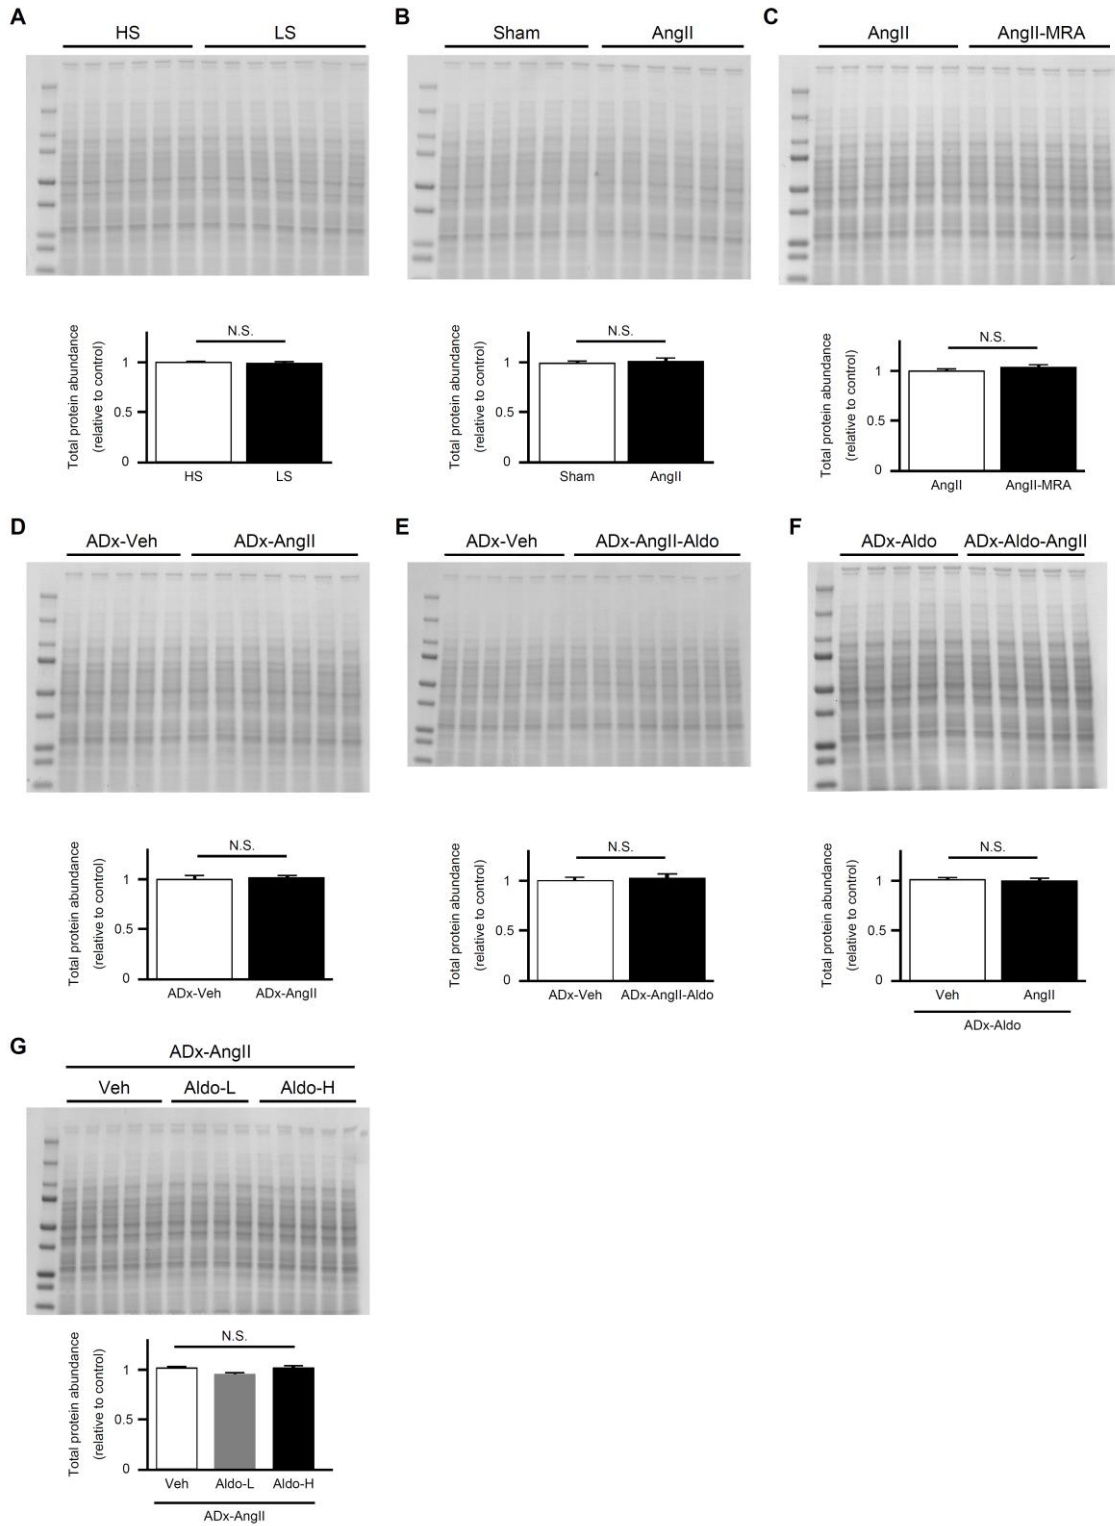 A
HS LS
Total protein abundance
(relative to control)
N.S.
1
0.5
0
HS LS
B
Sham AngII
Total protein abundance
(relative to control)
N.S.
1
0.5
0
Sham AngII
C
AngII AngII-MRA
Total protein abundance
(relative to control)
N.S.
1
0.5
0
AngII AngII-MRA
D
ADx-Veh ADx-AngII
Total protein abundance
(relative to control)
N.S.
1
0.5
0
ADx-Veh ADx-AngII
E
ADx-Veh ADx-AngII-Aldo
Total protein abundance
(relative to control)
N.S.
1
0.5
0
ADx-Veh ADx-AngII-Aldo
F
ADx-Aldo ADx-Aldo-AngII
Total protein abundance
(relative to control)
N.S.
1
0.5
0
Veh AngII
ADx-Aldo
G
ADx-AngII
Veh Aldo-L Aldo-H
Total protein abundance
(relative to control)
N.S.
1
0.5
0
Veh Aldo-L Aldo-H
ADx-AngII